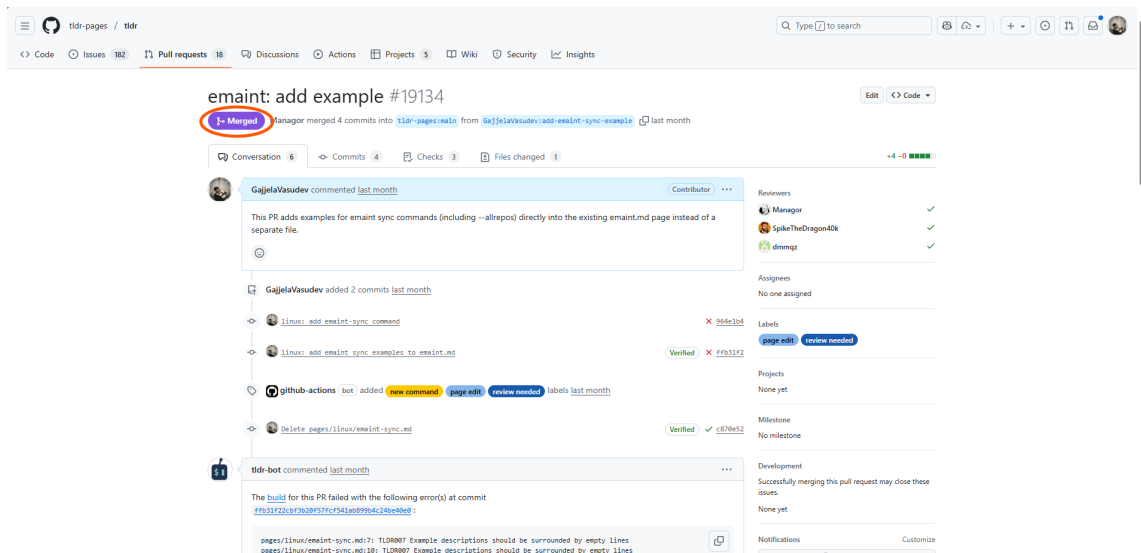 tldr-pages / tldr
Type / to search
Code
Issues 182
Pull requests 18
Discussions
Actions
Projects 5
Wiki
Security
Insights
emaint: add example #19134
Edit
Code
Merged
Managor merged 4 commits into tldr-pages:main from GajjelaVasudev:add-emaint-sync-example last month
Conversation 6
Commits 4
Checks 3
Files changed 1
+4 −0
GajjelaVasudev commented last month
Contributor
This PR adds examples for emaint sync commands (including --allrepos) directly into the existing emaint.md page instead of a
separate file.
GajjelaVasudev added 2 commits last month
linux: add emaint-sync command
964e1b4
linux: add emaint sync examples to emaint.md
Verified
ffb31f2
github-actions bot added new command page edit review needed labels last month
Delete pages/linux/emaint-sync.md
Verified
c870e52
tldr-bot commented last month
The build for this PR failed with the following error(s) at commit
ffb31f22cbf3b20f57fcf541ab899b4c24be40e0 :
pages/linux/emaint-sync.md:7: TLDR007 Example descriptions should be surrounded by empty lines
pages/linux/emaint-sync.md:10: TLDR007 Example descriptions should be surrounded by empty lines
Reviewers
Managor
SpikeTheDragon40k
dmmqz
Assignees
No one assigned
Labels
page edit
review needed
Projects
None yet
Milestone
No milestone
Development
Successfully merging this pull request may close these
issues.
None yet
Notifications
Customize